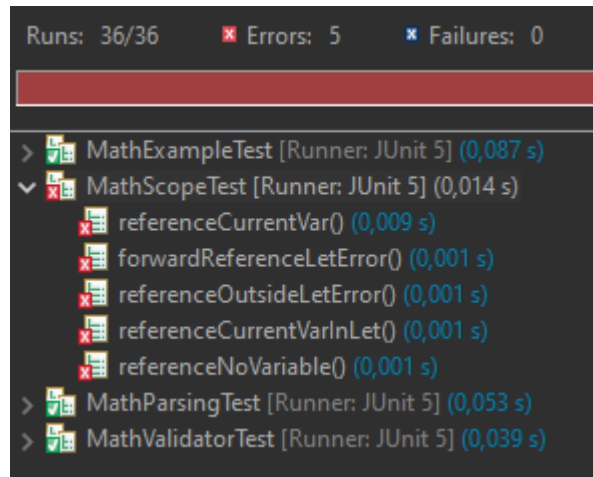 Runs: 36/36 Errors: 5 Failures: 0
MathExampleTest [Runner: JUnit 5] (0,087 s)
MathScopeTest [Runner: JUnit 5] (0,014 s)
referenceCurrentVar() (0,009 s)
forwardReferenceLetError() (0,001 s)
referenceOutsideLetError() (0,001 s)
referenceCurrentVarInLet() (0,001 s)
referenceNoVariable() (0,001 s)
MathParsingTest [Runner: JUnit 5] (0,053 s)
MathValidatorTest [Runner: JUnit 5] (0,039 s)